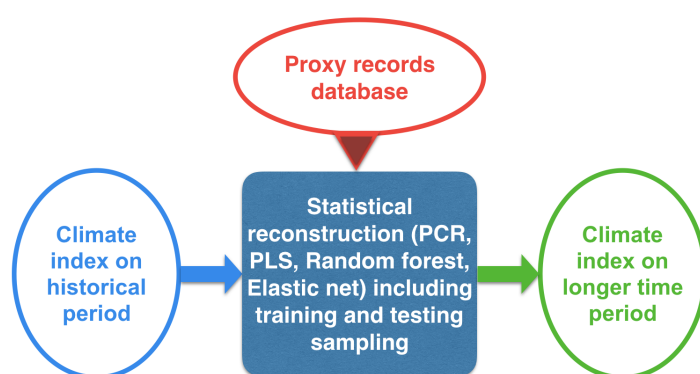 Proxy records
database
Climate
index on
historical
period
Statistical
reconstruction (PCR,
PLS, Random forest,
Elastic net) including
training and testing
sampling
Climate
index on
longer time
period